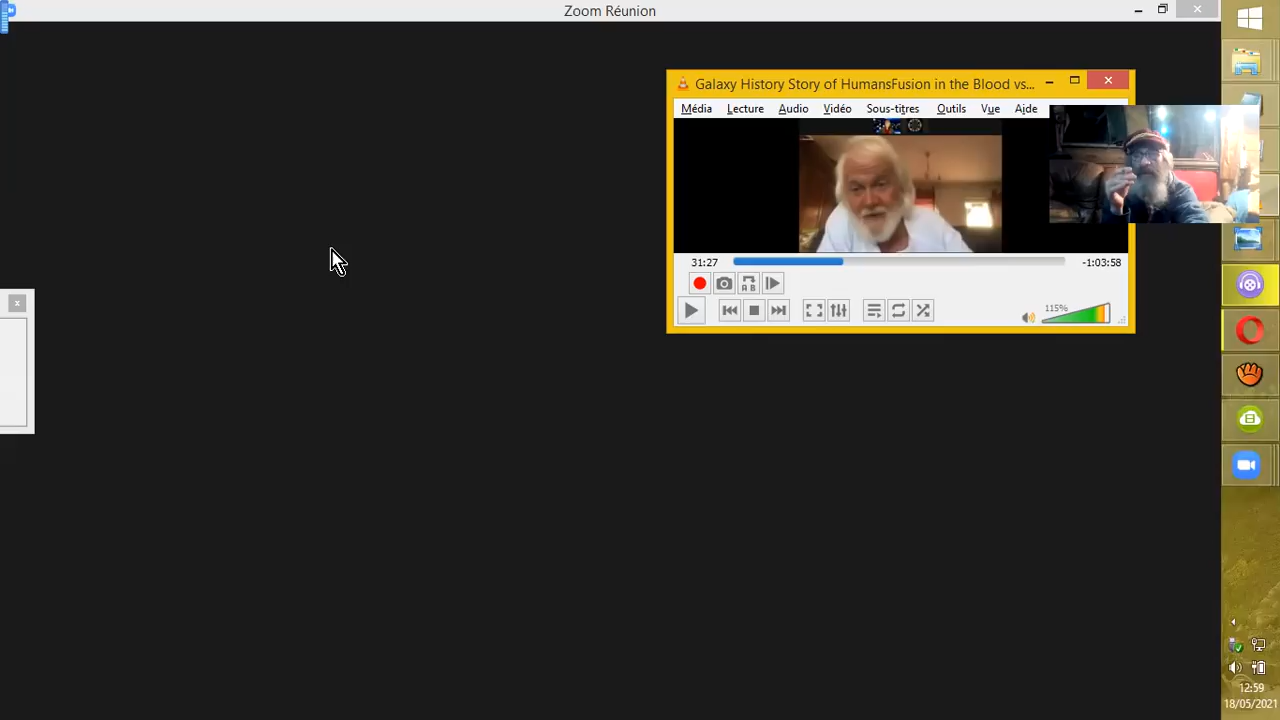 Zoom Réunion
Galaxy History Story of HumansFusion in the Blood vs...
Média Lecture Audio Vidéo Sous-titres Outils Vue Aide
31:27
-1:03:58
A B
115%
12:59
18/05/2021